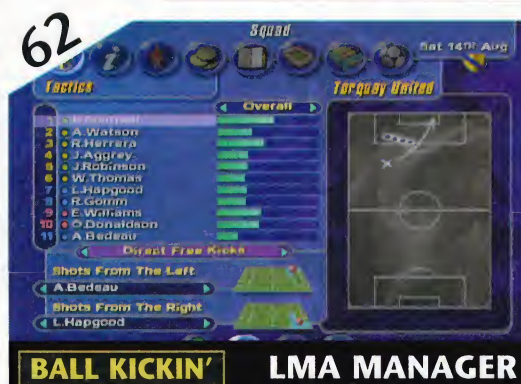 62
Squad
Sat 14TH Aug
Tactics
Torquay United
Overall
1
2 A.Watson
3 R.Herrera
4 J.Aggrey
5 J.Robinson
6 W.Thomas
7 L.Hapgood
8 R.Gomm
9 E.Williams
10 O.Donaldson
11 A.Bedeau
Direct Free Kicks
Shots From The Left
A.Bedeau
Shots From The Right
L.Hapgood
BALL KICKIN' LMA MANAGER